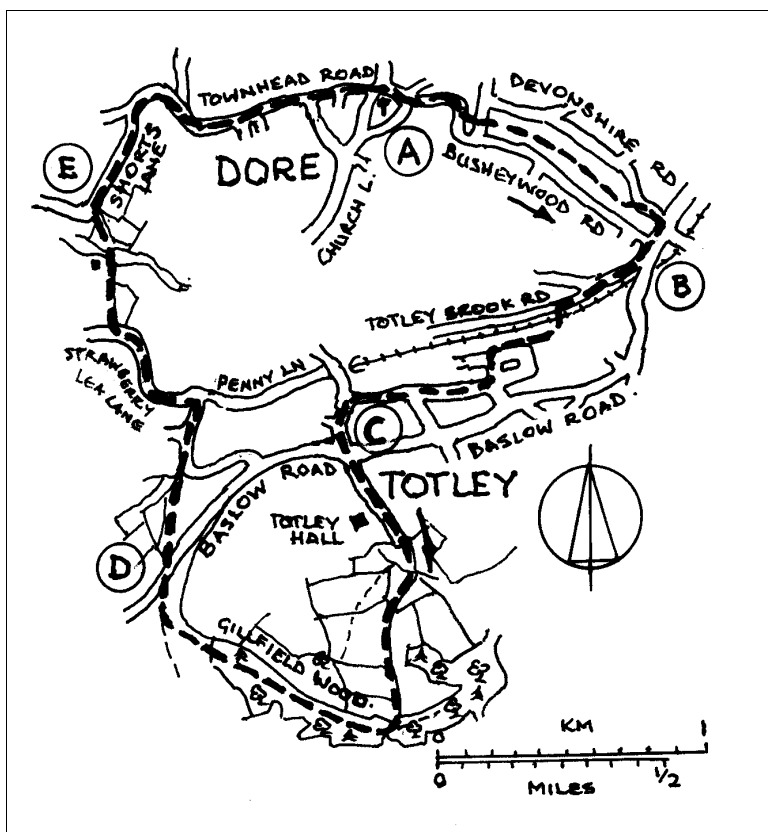 TOWNHEAD ROAD
DEVONSHIRE RD
E
SHORTS
LANE
DORE
A
BUSHEYWOOD RD
CHURCH L.
B
TOTLEY BROOK RD
STRAWBERRY
LEA LANE
PENNY LN
C
BASLOW ROAD.
BASLOW ROAD
TOTLEY
TOTLEY
HALL
D
GILLFIELD WOOD.
KM
0
1
0
1/2
MILES